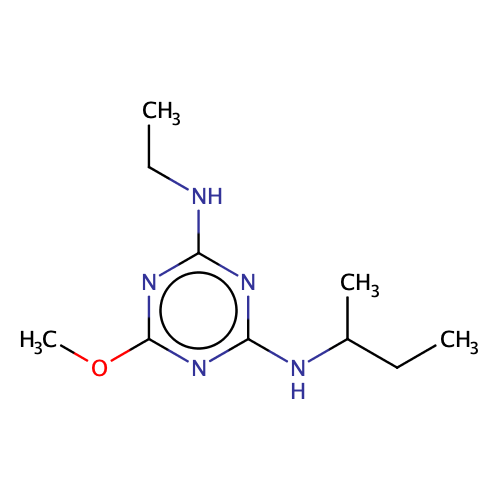 CH₃
NH
N N
CH₃
H₃C CH₃
O N N
H